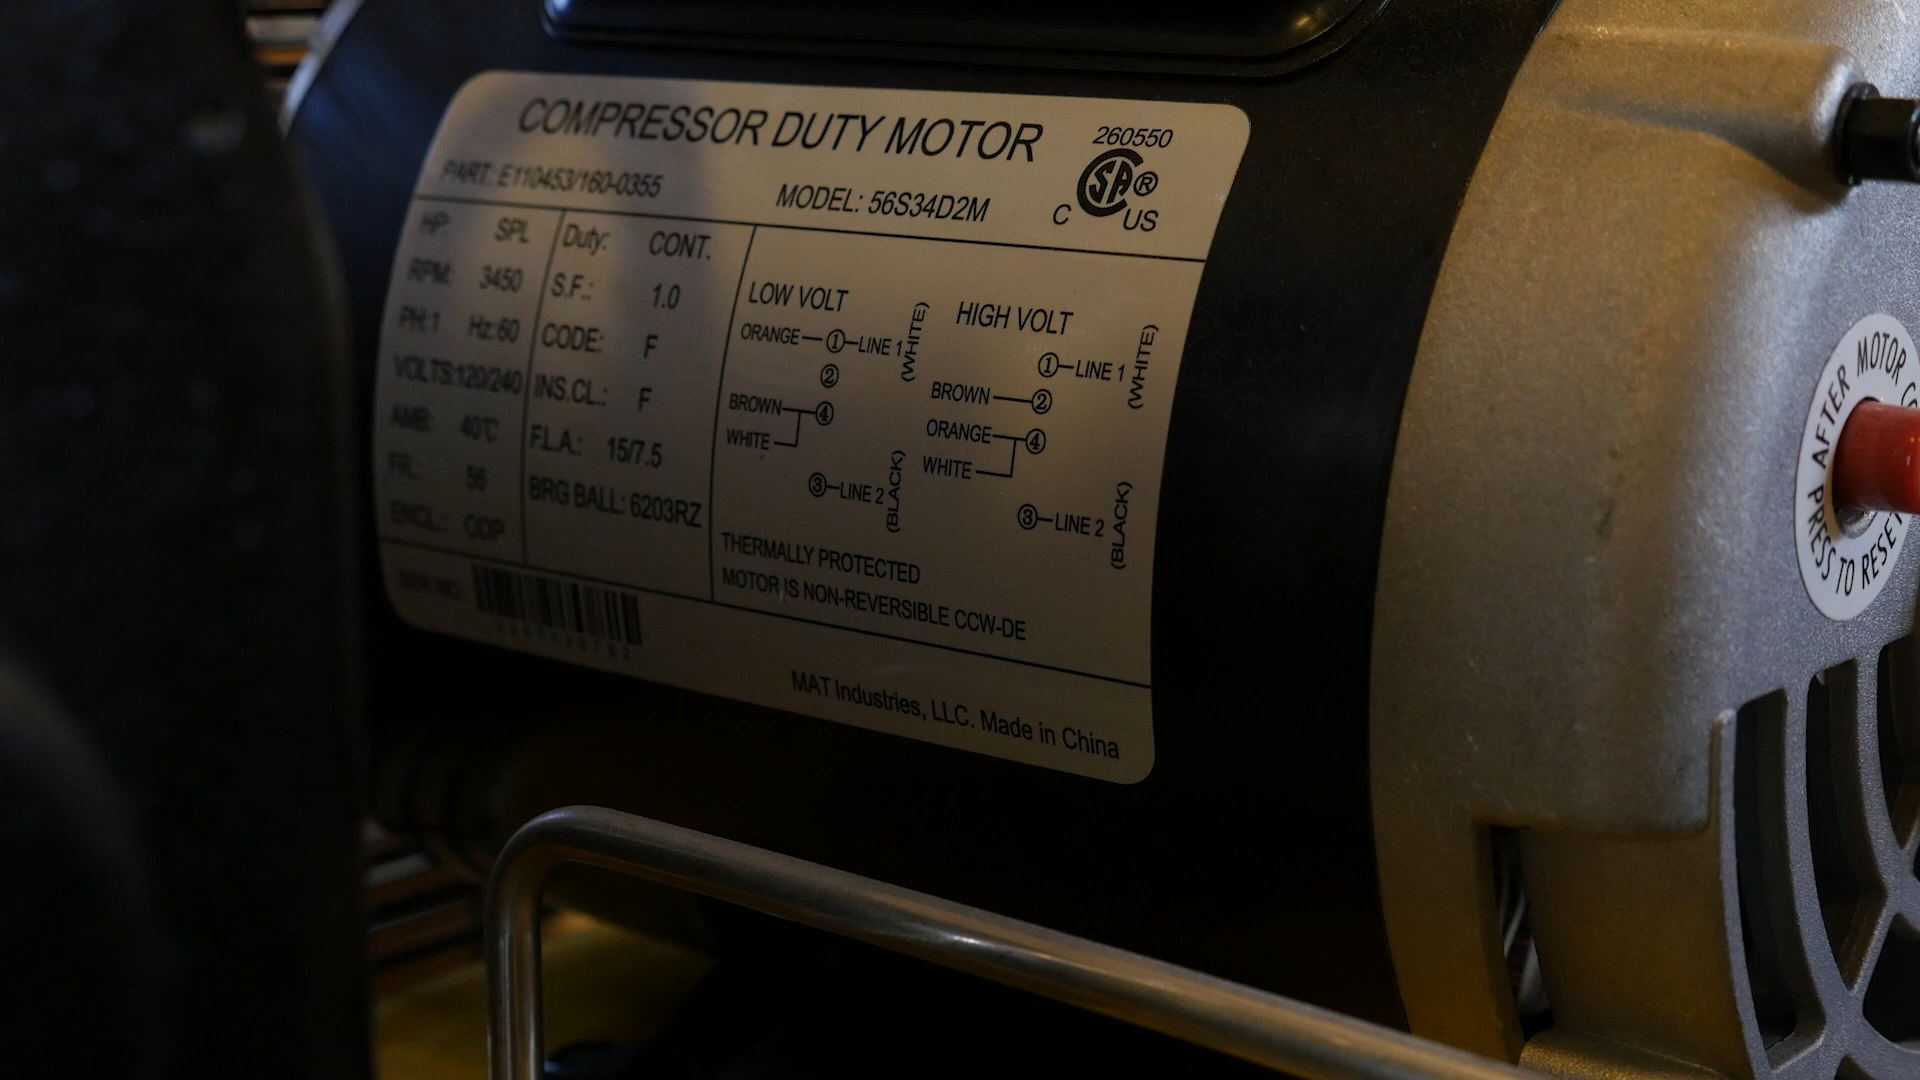 COMPRESSOR DUTY MOTOR
260550
PART: E110453/160-0355
MODEL: 56S34D2M
C SA ® US
HP: SPL
RPM: 3450
PH:1 Hz:60
VOLTS:120/240
AMB: 40°C
FR.: 56
ENCL.: ODP
Duty: CONT.
S.F.: 1.0
CODE: F
INS.CL.: F
F.L.A.: 15/7.5
BRG BALL: 6203RZ
LOW VOLT
ORANGE 1 LINE 1 (WHITE)
2
BROWN 4
WHITE
3 LINE 2 (BLACK)
HIGH VOLT
1 LINE 1 (WHITE)
BROWN 2
ORANGE 4
WHITE
3 LINE 2 (BLACK)
THERMALLY PROTECTED
MOTOR IS NON-REVERSIBLE CCW-DE
SER NO.:
MAT Industries, LLC. Made in China
AFTER MOTOR
PRESS TO RESET